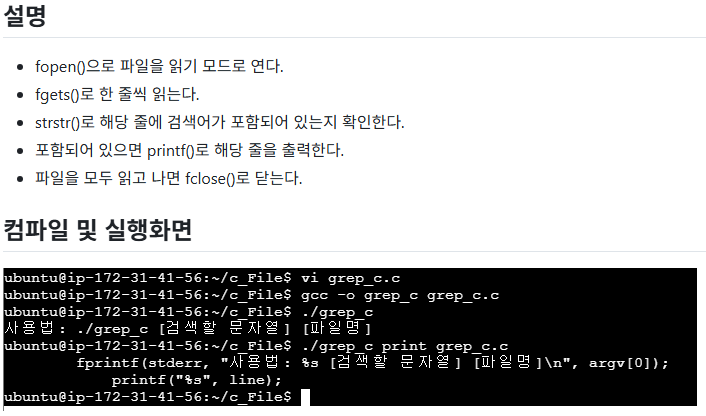 설명
fopen()으로 파일을 읽기 모드로 연다.
fgets()로 한 줄씩 읽는다.
strstr()로 해당 줄에 검색어가 포함되어 있는지 확인한다.
포함되어 있으면 printf()로 해당 줄을 출력한다.
파일을 모두 읽고 나면 fclose()로 닫는다.
컴파일 및 실행화면
ubuntu@ip-172-31-41-56:~/c_File$ vi grep_c.c
ubuntu@ip-172-31-41-56:~/c_File$ gcc -o grep_c grep_c.c
ubuntu@ip-172-31-41-56:~/c_File$ ./grep_c
사용법: ./grep_c [검색할 문자열] [파일명]
ubuntu@ip-172-31-41-56:~/c_File$ ./grep_c print grep_c.c
        fprintf(stderr, "사용법: %s [검색할 문자열] [파일명]\n", argv[0]);
            printf("%s", line);
ubuntu@ip-172-31-41-56:~/c_File$